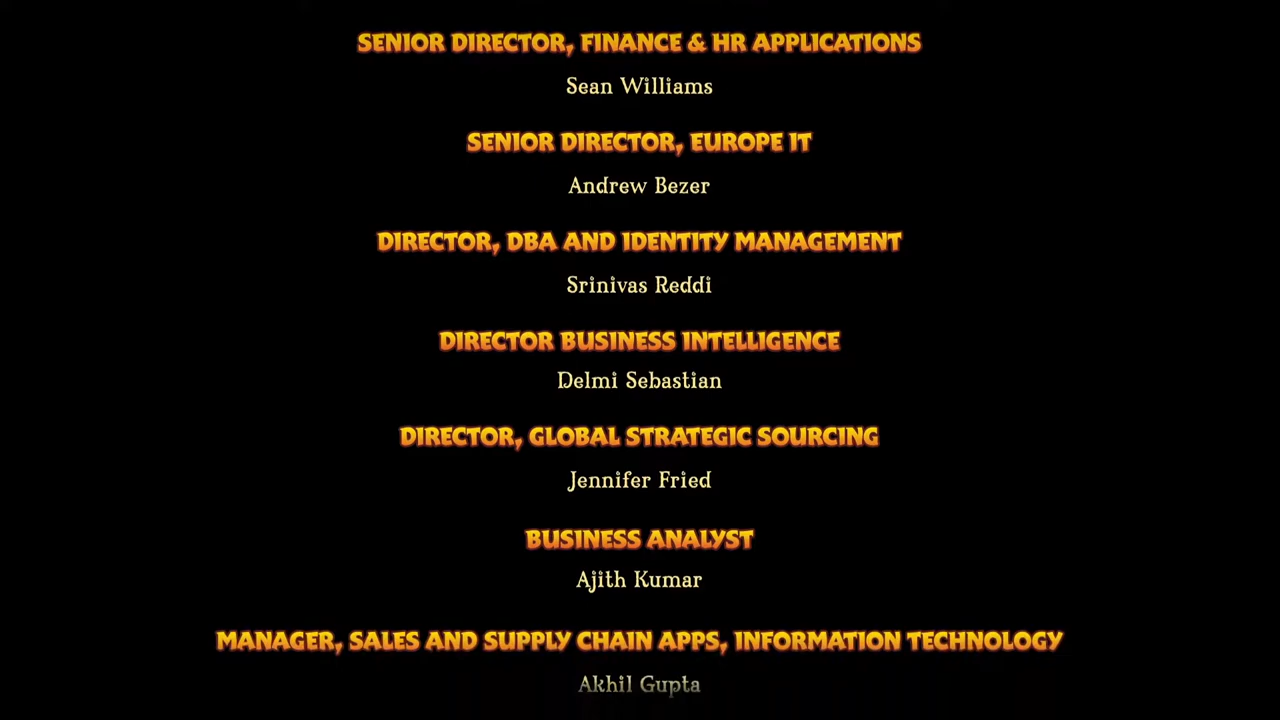 SENIOR DIRECTOR, FINANCE & HR APPLICATIONS
Sean Williams
SENIOR DIRECTOR, EUROPE IT
Andrew Bezer
DIRECTOR, DBA AND IDENTITY MANAGEMENT
Srinivas Reddi
DIRECTOR BUSINESS INTELLIGENCE
Delmi Sebastian
DIRECTOR, GLOBAL STRATEGIC SOURCING
Jennifer Fried
BUSINESS ANALYST
Ajith Kumar
MANAGER, SALES AND SUPPLY CHAIN APPS, INFORMATION TECHNOLOGY
Akhil Gupta